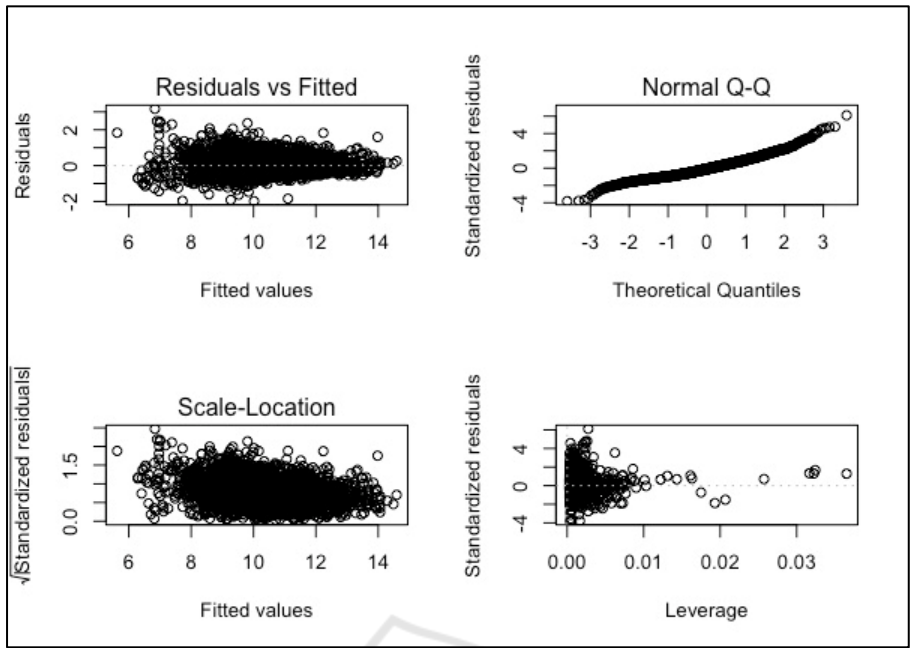 Residuals vs Fitted
Residuals
2
0
-2
6 8 10 12 14
Fitted values
Normal Q-Q
Standardized residuals
4
0
-4
-3 -2 -1 0 1 2 3
Theoretical Quantiles
Scale-Location
√|Standardized residuals|
1.5
0.0
6 8 10 12 14
Fitted values
Standardized residuals
4
0
-4
0.00 0.01 0.02 0.03
Leverage